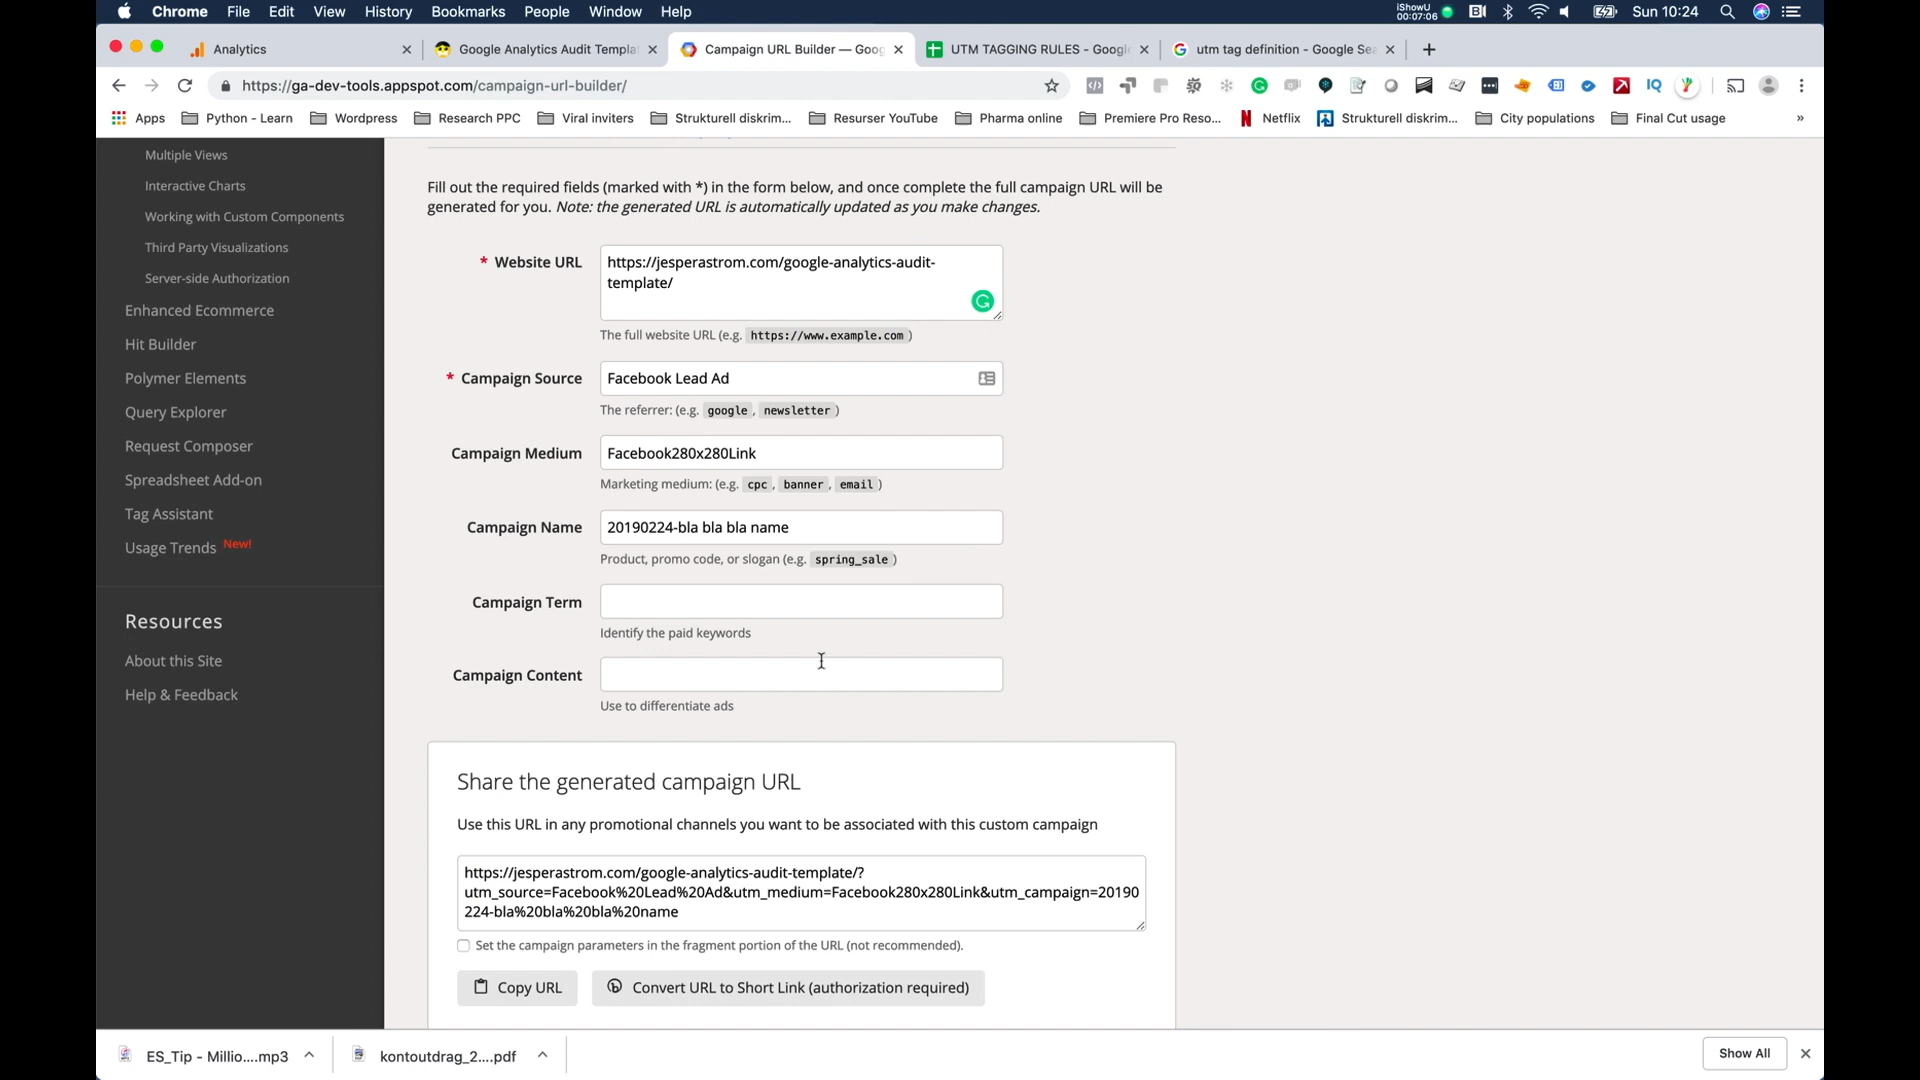 Chrome File Edit View History Bookmarks People Window Help
iShowU
00:07:06
Sun 10:24
Analytics
Google Analytics Audit Templa
Campaign URL Builder — Goog
UTM TAGGING RULES - Google
utm tag definition - Google Sea
https://ga-dev-tools.appspot.com/campaign-url-builder/
Apps Python - Learn Wordpress Research PPC Viral inviters Strukturell diskrim... Resurser YouTube Pharma online Premiere Pro Reso... Netflix Strukturell diskrim... City populations Final Cut usage »
Multiple Views
Interactive Charts
Working with Custom Components
Third Party Visualizations
Server-side Authorization
Enhanced Ecommerce
Hit Builder
Polymer Elements
Query Explorer
Request Composer
Spreadsheet Add-on
Tag Assistant
Usage Trends New!
Resources
About this Site
Help & Feedback
Fill out the required fields (marked with *) in the form below, and once complete the full campaign URL will be
generated for you. Note: the generated URL is automatically updated as you make changes.
* Website URL
https://jesperastrom.com/google-analytics-audit-
template/
The full website URL (e.g. https://www.example.com )
* Campaign Source
Facebook Lead Ad
The referrer: (e.g. google , newsletter )
Campaign Medium
Facebook280x280Link
Marketing medium: (e.g. cpc , banner , email )
Campaign Name
20190224-bla bla bla name
Product, promo code, or slogan (e.g. spring_sale )
Campaign Term
Identify the paid keywords
Campaign Content
Use to differentiate ads
Share the generated campaign URL
Use this URL in any promotional channels you want to be associated with this custom campaign
https://jesperastrom.com/google-analytics-audit-template/?
utm_source=Facebook%20Lead%20Ad&utm_medium=Facebook280x280Link&utm_campaign=20190
224-bla%20bla%20bla%20name
Set the campaign parameters in the fragment portion of the URL (not recommended).
Copy URL
Convert URL to Short Link (authorization required)
ES_Tip - Millio....mp3
kontoutdrag_2....pdf
Show All